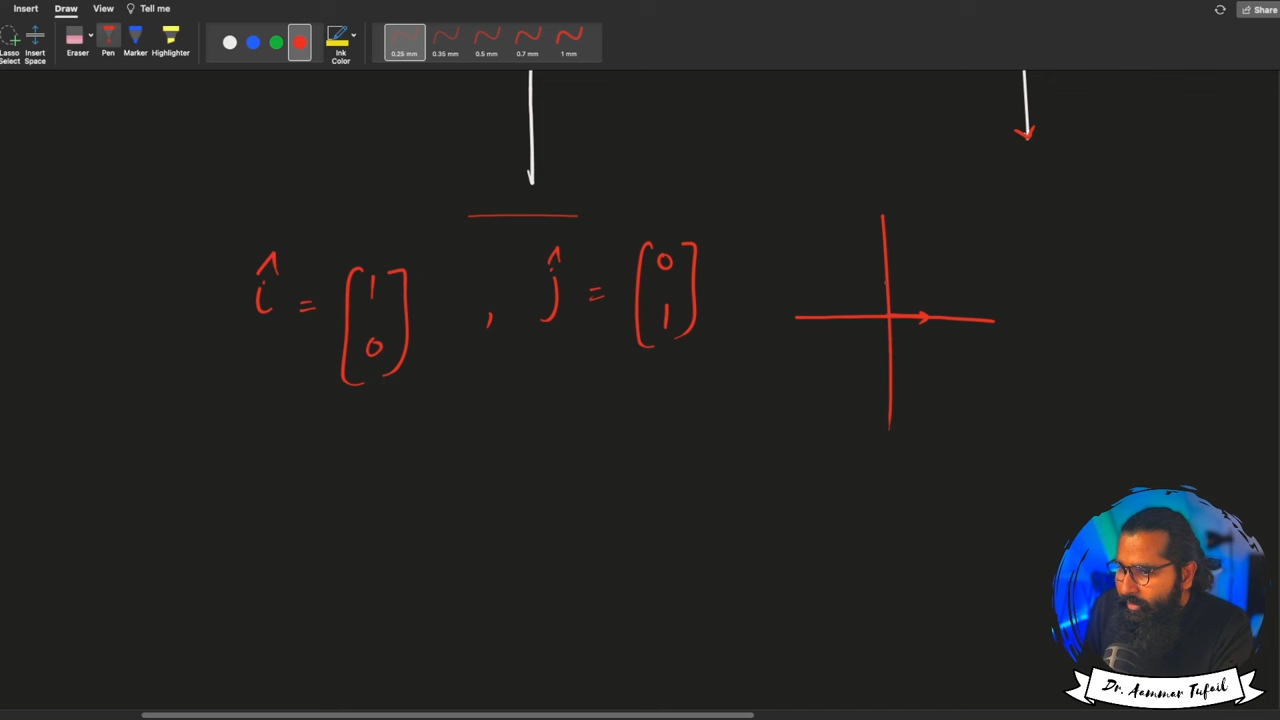 Insert Draw View Tell me
Share
Lasso Select
Insert Space
Eraser
Pen
Marker
Highlighter
Ink Color
0.25 mm
0.35 mm
0.5 mm
0.7 mm
1 mm
î = [1 0] , ĵ = [0 1]
Dr. Aammar Tufail